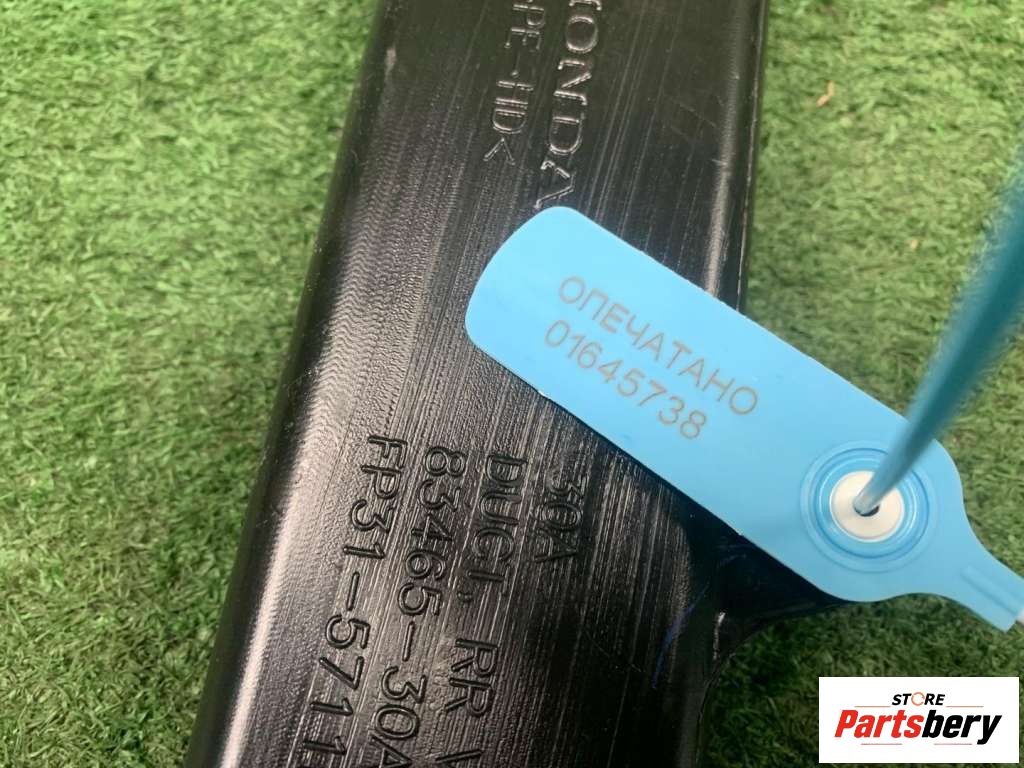 HONDA
PE-HD<
ОПЕЧАТАНО
01645738
30A
DUCT, RR V
83465-30A
FP31-5711
STORE
Partsbery